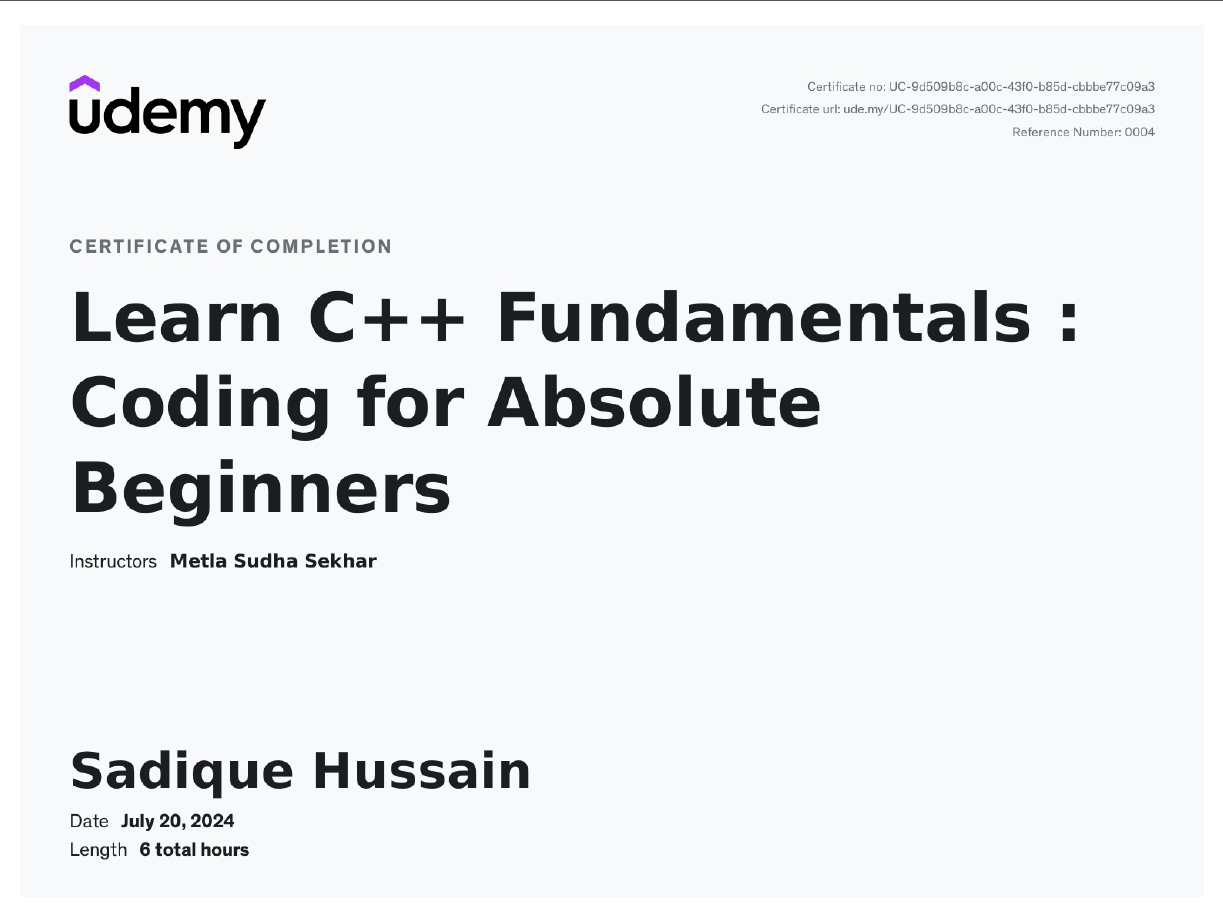 udemy
Certificate no: UC-9d509b8c-a00c-43f0-b85d-cbbbe77c09a3
Certificate url: ude.my/UC-9d509b8c-a00c-43f0-b85d-cbbbe77c09a3
Reference Number: 0004
CERTIFICATE OF COMPLETION
Learn C++ Fundamentals :
Coding for Absolute
Beginners
Instructors Metla Sudha Sekhar
Sadique Hussain
Date July 20, 2024
Length 6 total hours